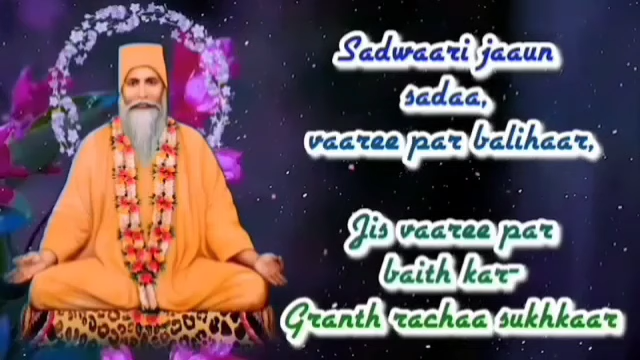 Sadwaari jaaun
sadaa,
vaaree par balihaar,
Jis vaaree par
baith kar-
Granth rachaa sukhkaar